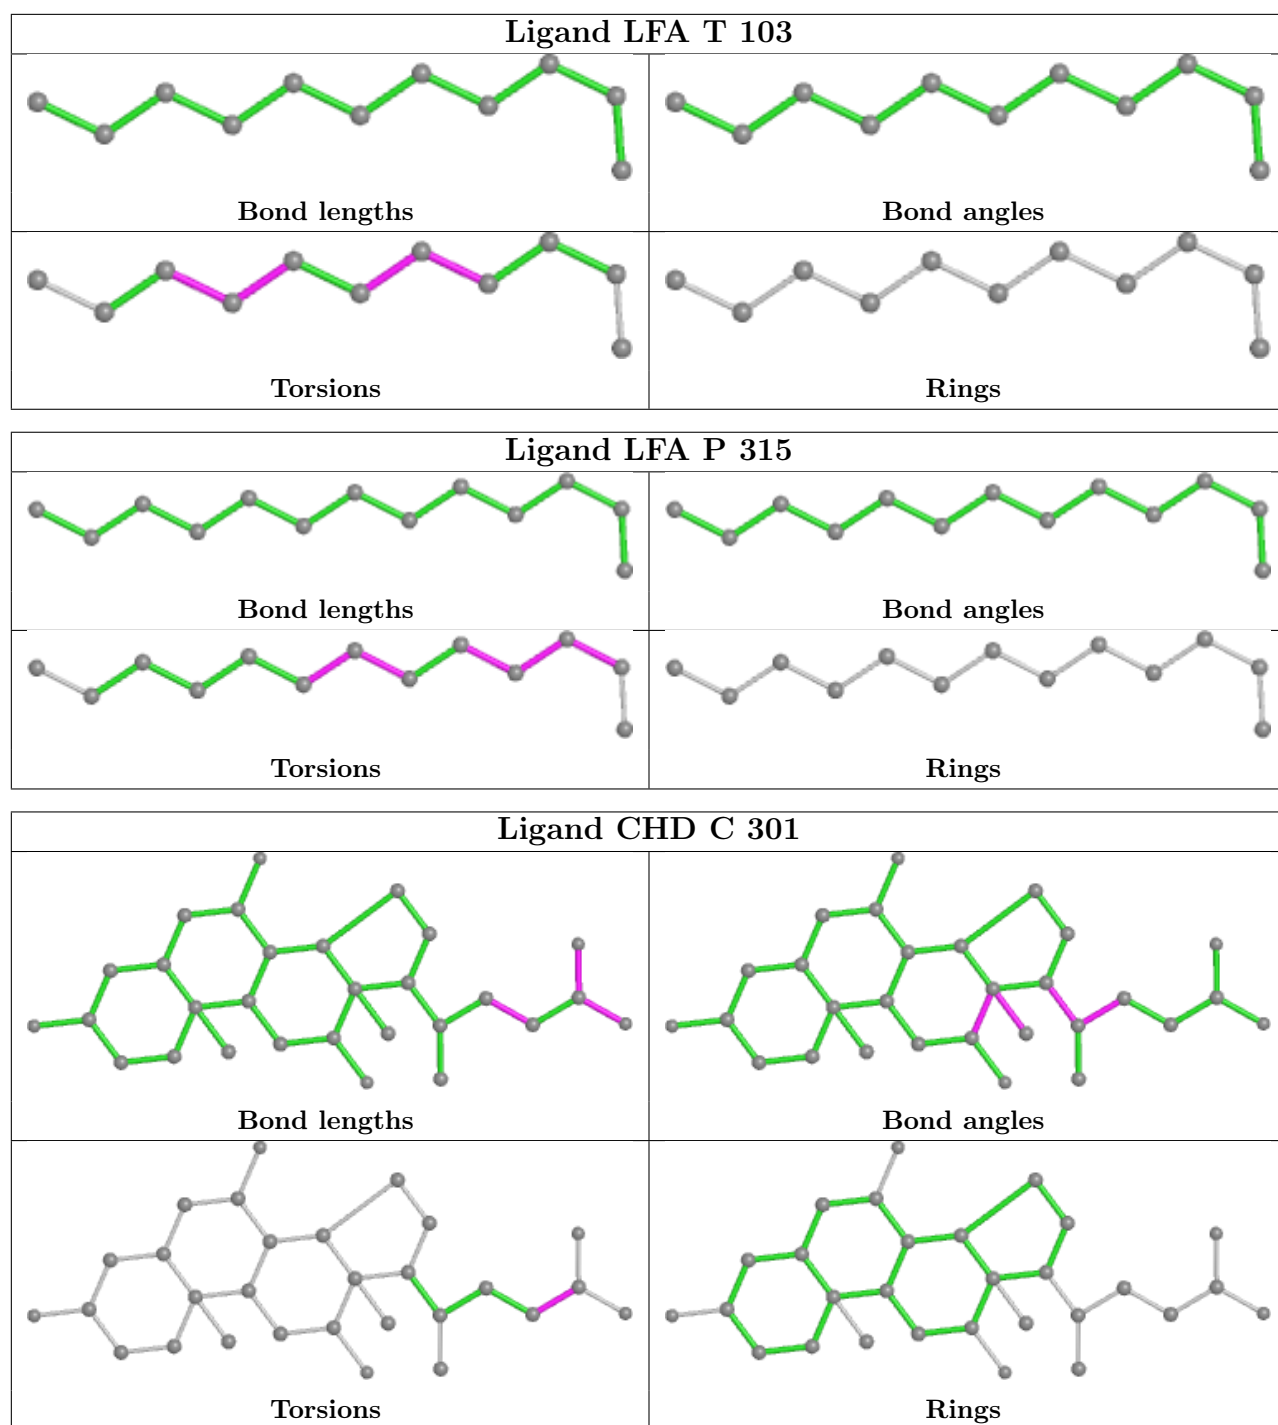 Ligand LFA T 103
Bond lengths
Bond angles
Torsions
Rings
Ligand LFA P 315
Bond lengths
Bond angles
Torsions
Rings
Ligand CHD C 301
Bond lengths
Bond angles
Torsions
Rings